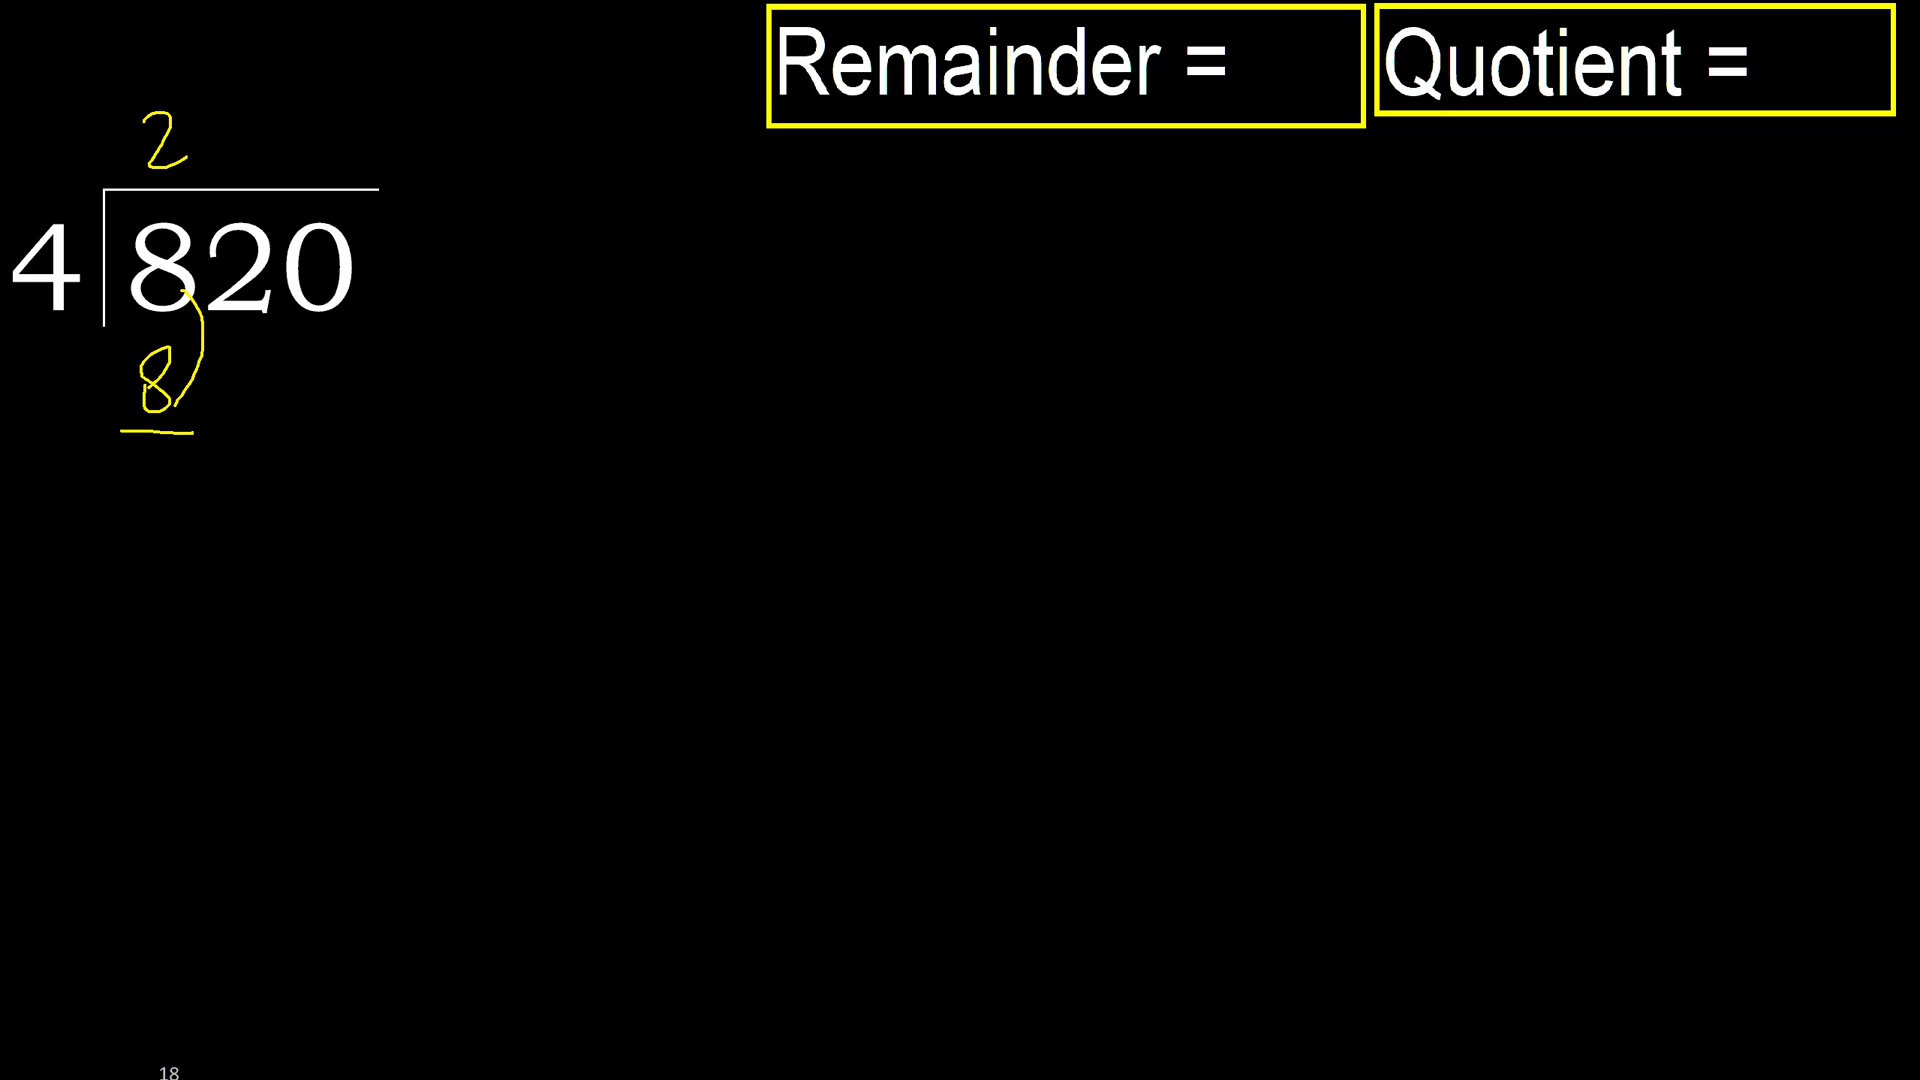 Remainder = Quotient =
2
4 820
8
18